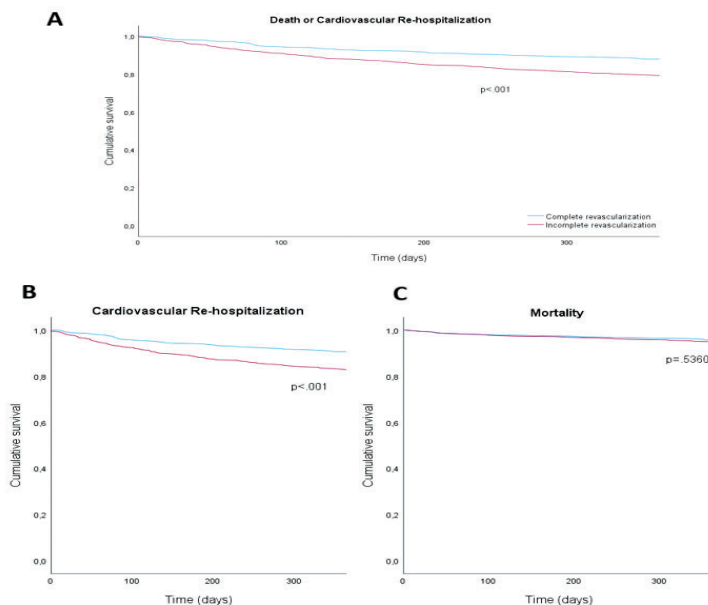 A
Death or Cardiovascular Re-hospitalization
1,0
0,8
0,6
0,4
0,2
0,0
Cumulative survival
p<.001
Complete revascularization
Incomplete revascularization
0
100
200
300
Time (days)
B
Cardiovascular Re-hospitalization
1,0
0,8
0,6
0,4
0,2
0,0
Cumulative survival
p<.001
0
100
200
300
Time (days)
C
Mortality
1,0
0,8
0,6
0,4
0,2
0,0
Cumulative survival
p=.5360
0
100
200
300
Time (days)